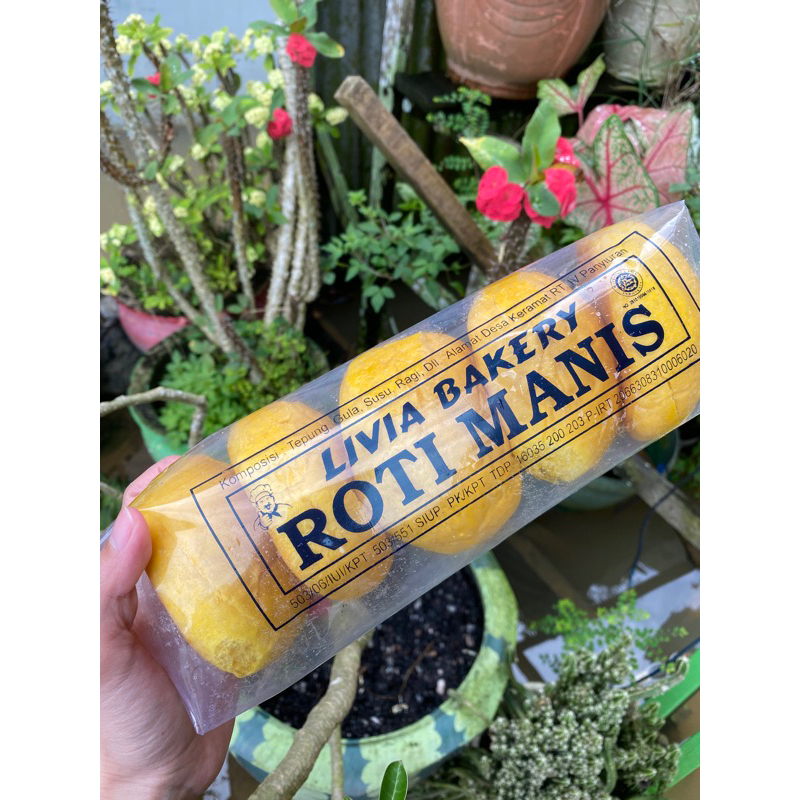 Komposisi : Tepung, Gula, Susu, Ragi, Dll. Alamat Desa Keramat RT IV Panyiuran
LIVIA BAKERY
ROTI MANIS
503/06/IUI/KPT 503/551 SIUP PK/KPT TDP 16035 200 203 P-IRT 2066308310006020